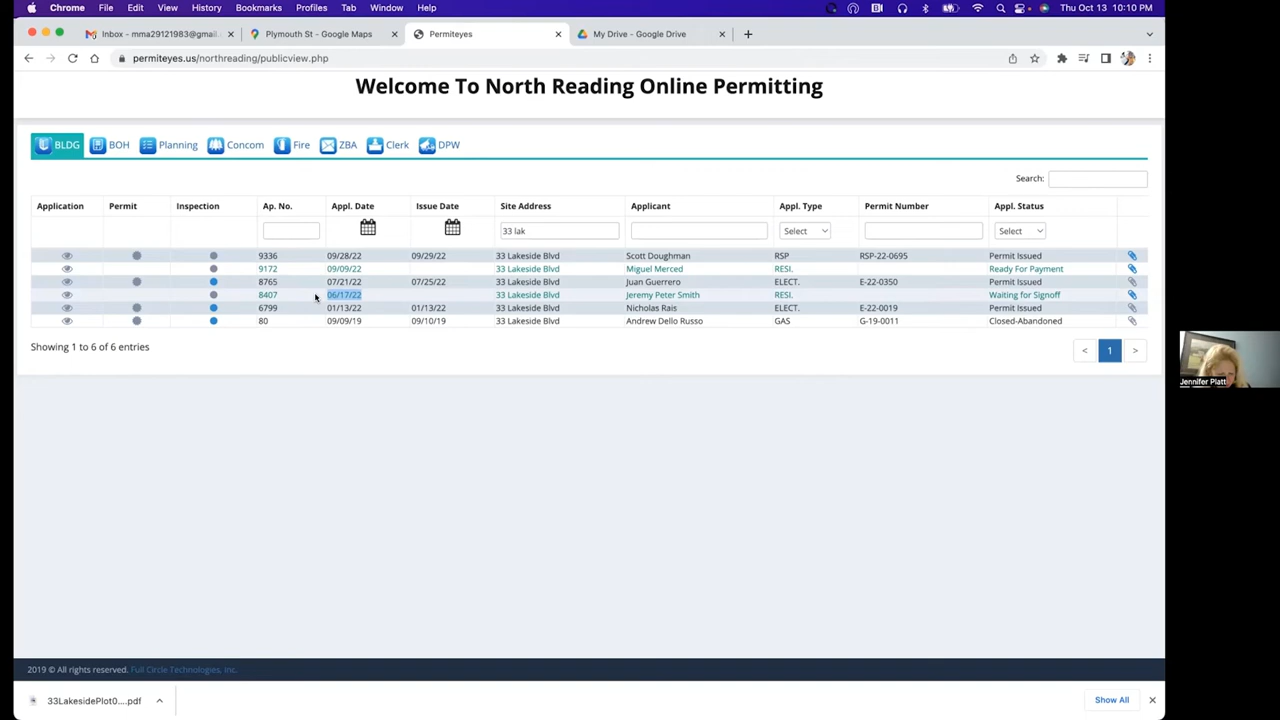 Chrome File Edit View History Bookmarks Profiles Tab Window Help Thu Oct 13 10:10 PM
Inbox - mma29121983@gmail. Plymouth St - Google Maps Permiteyes My Drive - Google Drive
permiteyes.us/northreading/publicview.php
Welcome To North Reading Online Permitting
BLDG BOH Planning Concom Fire ZBA Clerk DPW
Search:
Application Permit Inspection Ap. No. Appl. Date Issue Date Site Address Applicant Appl. Type Permit Number Appl. Status
33 lak Select Select
9336 09/28/22 09/29/22 33 Lakeside Blvd Scott Doughman RSP RSP-22-0695 Permit Issued
9172 09/09/22 33 Lakeside Blvd Miguel Merced RESI. Ready For Payment
8765 07/21/22 07/25/22 33 Lakeside Blvd Juan Guerrero ELECT. E-22-0350 Permit Issued
8407 06/17/22 33 Lakeside Blvd Jeremy Peter Smith RESI. Waiting for Signoff
6799 01/13/22 01/13/22 33 Lakeside Blvd Nicholas Rais ELECT. E-22-0019 Permit Issued
80 09/09/19 09/10/19 33 Lakeside Blvd Andrew Dello Russo GAS G-19-0011 Closed-Abandoned
Showing 1 to 6 of 6 entries
< 1 >
Jennifer Platt
2019 © All rights reserved. Full Circle Technologies, Inc.
33LakesidePlot0....pdf Show All